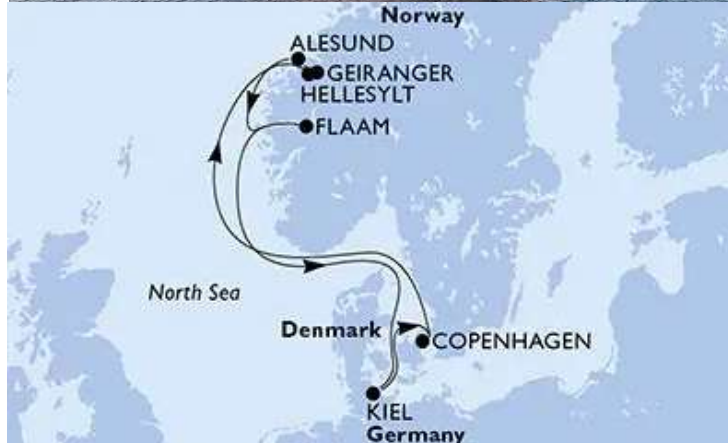 Norway
ALESUND
GEIRANGER
HELLESYLT
FLAAM
North Sea
Denmark
COPENHAGEN
KIEL
Germany